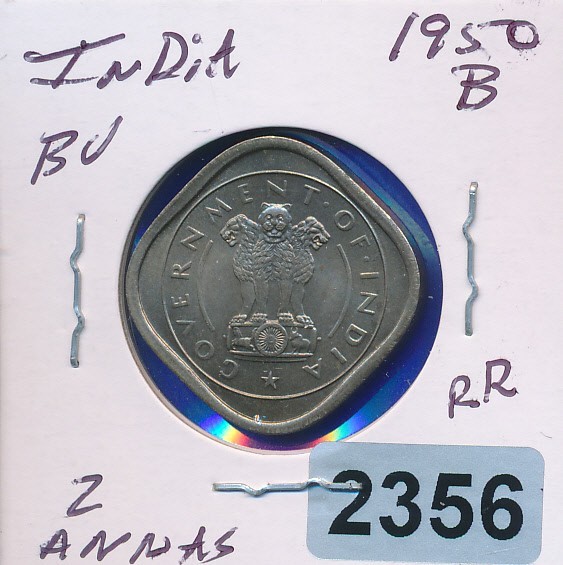 InDiA
1950
B
BU
GOVERNMENT·OF·INDIA
RR
2
ANNAS
2356